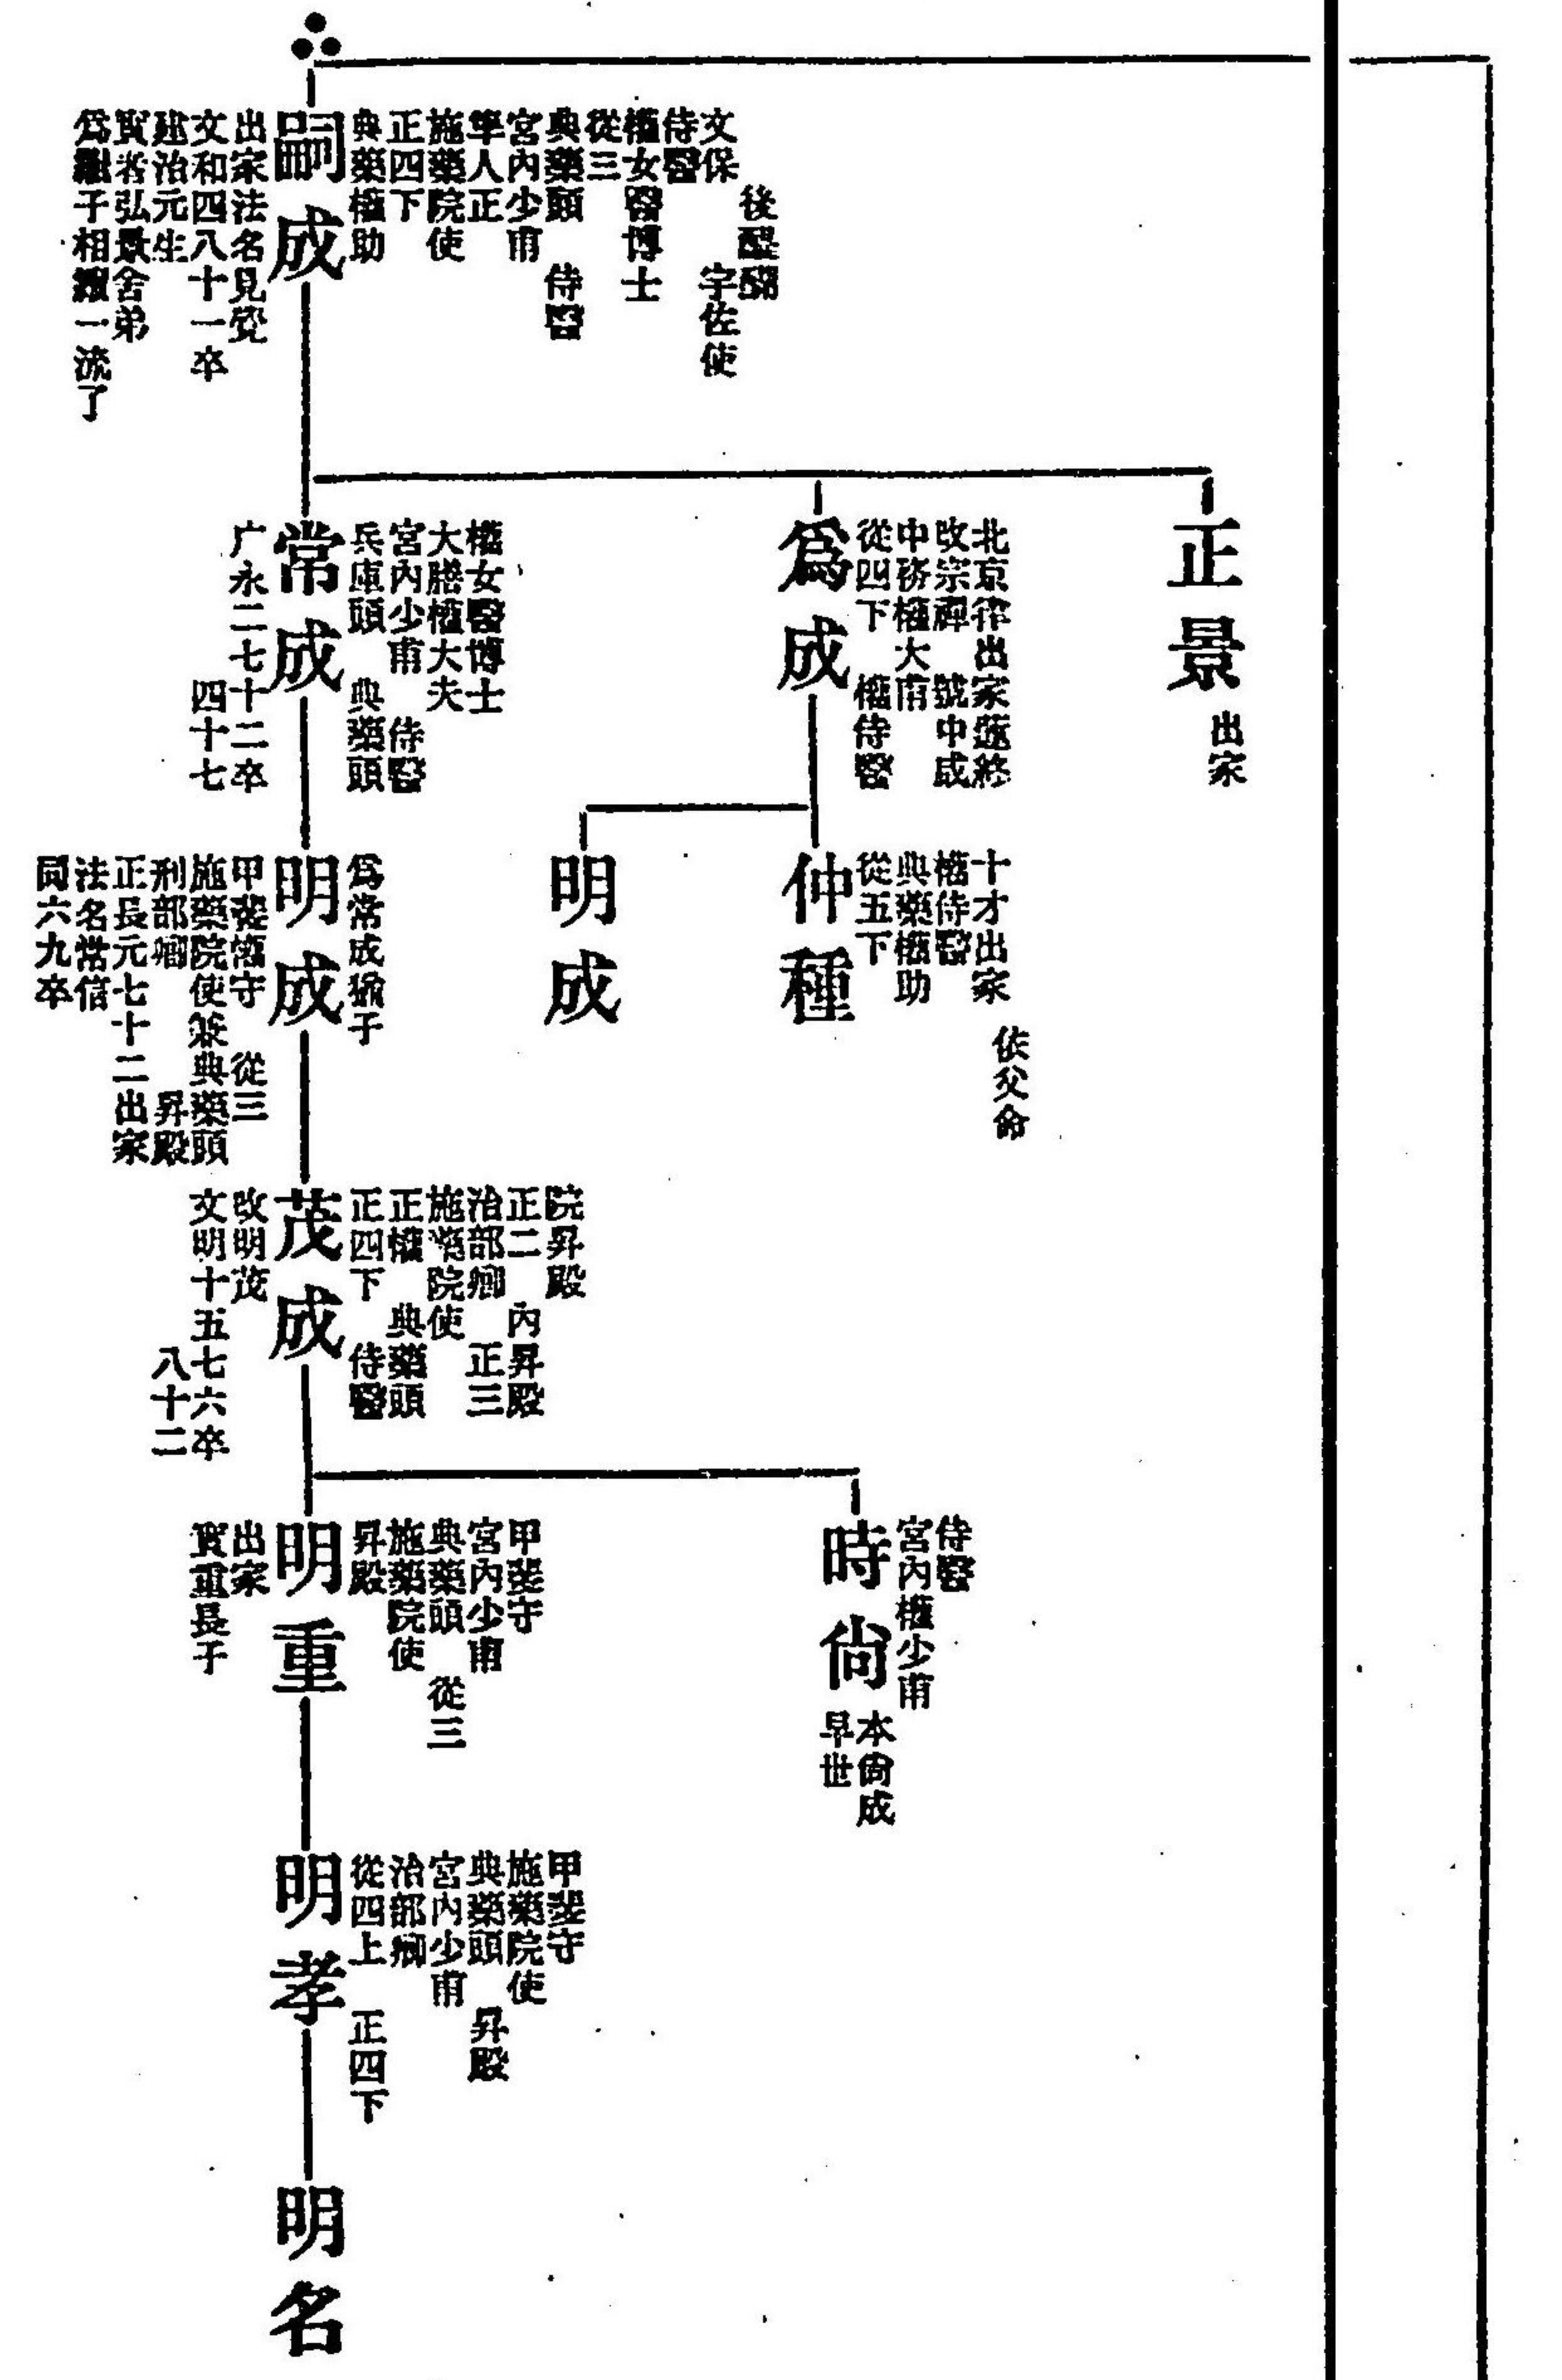 正景
出家
北京律出家遁終
改宗禪　號中成
中務權大甫
從四下　權侍醫
爲成
依父命
十才出家
權侍醫
典藥權助
從五下
仲種
明成
後醍醐
文保　宇佐使
侍醫
權女醫博士
從三
典藥頭　侍醫
宮內少甫
隼人正
施藥院使
正四下
典藥權助
嗣成
出家法名見覺
文和四八十一卒
建治元生
實者弘景舍弟
爲繼子相續一流了
權女醫博士
大膳權大夫
宮內少甫　侍醫
兵庫頭　典藥頭
常成
广永二七十二卒
四十七
爲常成猶子
明成
甲斐守　從三
施藥院使兼典藥頭
刑部卿　昇殿
正長元七十二出家
法名常信
同六九卒
院昇殿
正二　內昇殿
治部卿　正三
施藥院使
正權　典藥頭
正四下　侍醫
茂成
改明茂
文明十五七六卒
八十二
侍醫
宮內權少甫
時尙
本尙成
早世
甲斐守
宮內少甫
典藥頭　從三
施藥院使
昇殿
明重
出家
實重長子
甲斐守
施藥院使
典藥頭　昇殿
宮內少甫
治部卿
從四上　正四下
明孝
明名